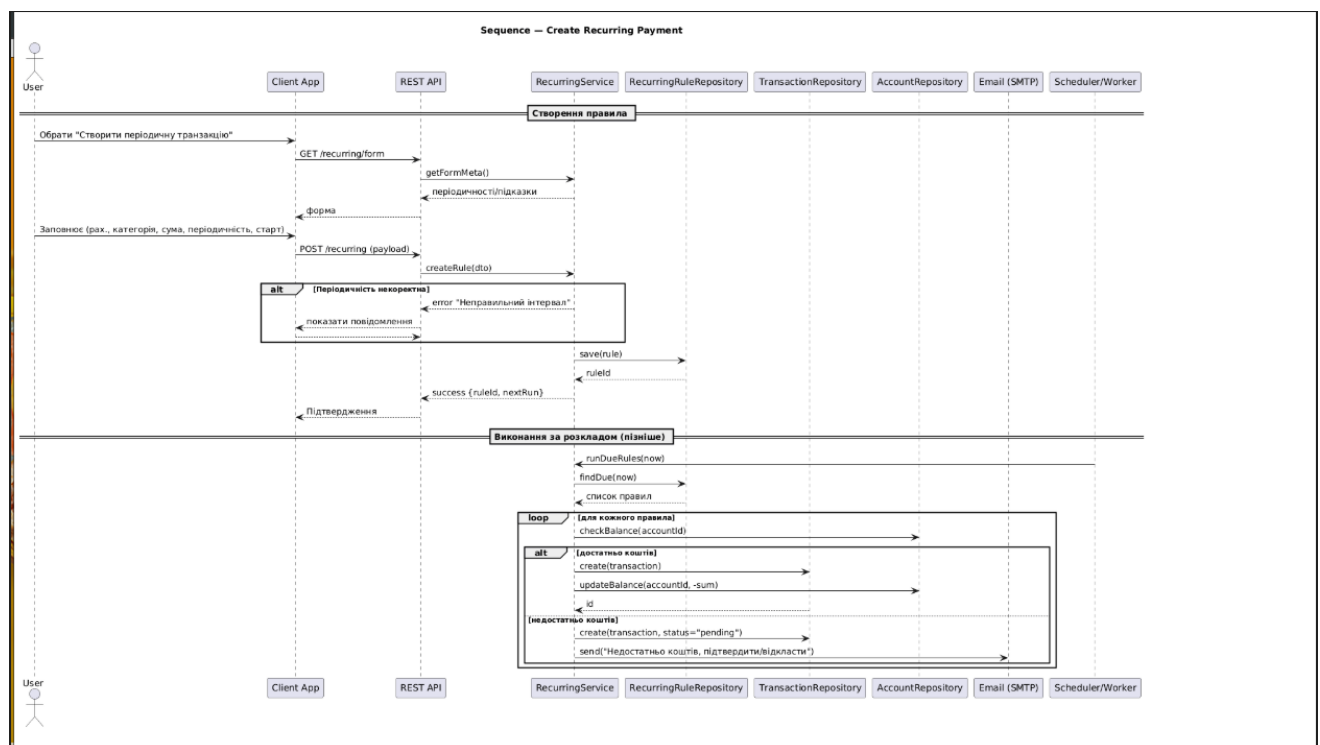 Sequence — Create Recurring Payment
User
Client App
REST API
RecurringService
RecurringRuleRepository
TransactionRepository
AccountRepository
Email (SMTP)
Scheduler/Worker
Створення правила
Обрати "Створити періодичну транзакцію"
GET /recurring/form
getFormMeta()
періодичності/підказки
форма
Заповнює (рах., категорія, сума, періодичність, старт)
POST /recurring (payload)
createRule(dto)
alt
[Періодичність некоректна]
error "Неправильний інтервал"
показати повідомлення
save(rule)
ruleId
success {ruleId, nextRun}
Підтвердження
Виконання за розкладом (пізніше)
runDueRules(now)
findDue(now)
список правил
loop
[для кожного правила]
checkBalance(accountId)
alt
[достатньо коштів]
create(transaction)
updateBalance(accountId, -sum)
id
[недостатньо коштів]
create(transaction, status="pending")
send("Недостатньо коштів, підтвердити/відкласти")
User
Client App
REST API
RecurringService
RecurringRuleRepository
TransactionRepository
AccountRepository
Email (SMTP)
Scheduler/Worker